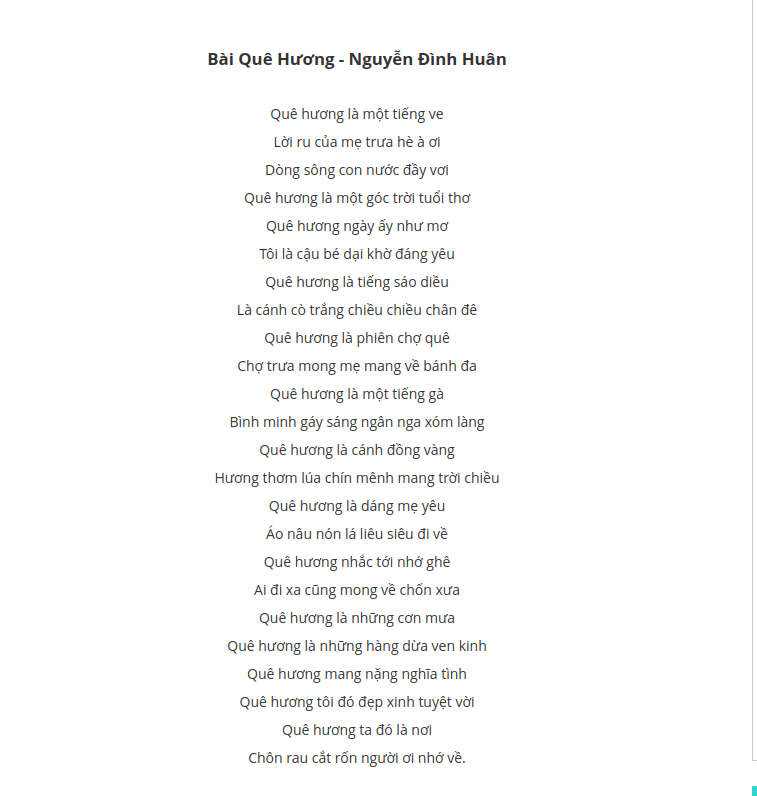 Bài Quê Hương - Nguyễn Đình Huân
Quê hương là một tiếng ve
Lời ru của mẹ trưa hè à ơi
Dòng sông con nước đầy vơi
Quê hương là một góc trời tuổi thơ
Quê hương ngày ấy như mơ
Tôi là cậu bé dại khờ đáng yêu
Quê hương là tiếng sáo diều
Là cánh cò trắng chiều chiều chân đê
Quê hương là phiên chợ quê
Chợ trưa mong mẹ mang về bánh đa
Quê hương là một tiếng gà
Bình minh gáy sáng ngân nga xóm làng
Quê hương là cánh đồng vàng
Hương thơm lúa chín mênh mang trời chiều
Quê hương là dáng mẹ yêu
Áo nâu nón lá liêu siêu đi về
Quê hương nhắc tới nhớ ghê
Ai đi xa cũng mong về chốn xưa
Quê hương là những cơn mưa
Quê hương là những hàng dừa ven kinh
Quê hương mang nặng nghĩa tình
Quê hương tôi đó đẹp xinh tuyệt vời
Quê hương ta đó là nơi
Chôn rau cắt rốn người ơi nhớ về.